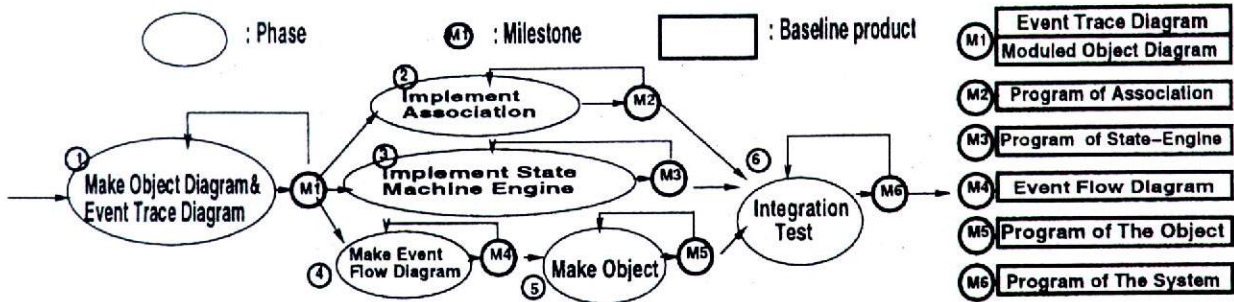 : Phase
M1 : Milestone
: Baseline product
M1 Event Trace Diagram
Moduled Object Diagram
M2 Program of Association
M3 Program of State-Engine
M4 Event Flow Diagram
M5 Program of The Object
M6 Program of The System
1
Make Object Diagram&
Event Trace Diagram
M1
2
Implement
Association
M2
3
Implement State
Machine Engine
M3
4
Make Event
Flow Diagram
M4
5
Make Object
M5
6
Integration
Test
M6